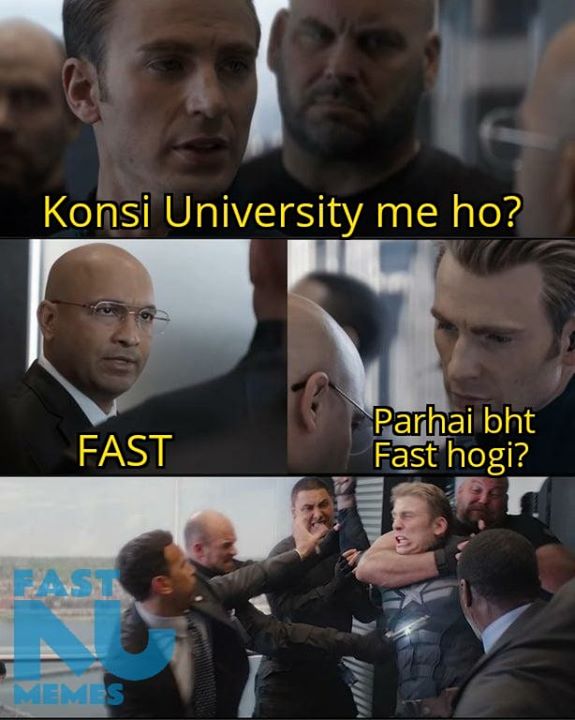 Konsi University me ho?
FAST
Parhai bht
Fast hogi?
FAST
NU
MEMES